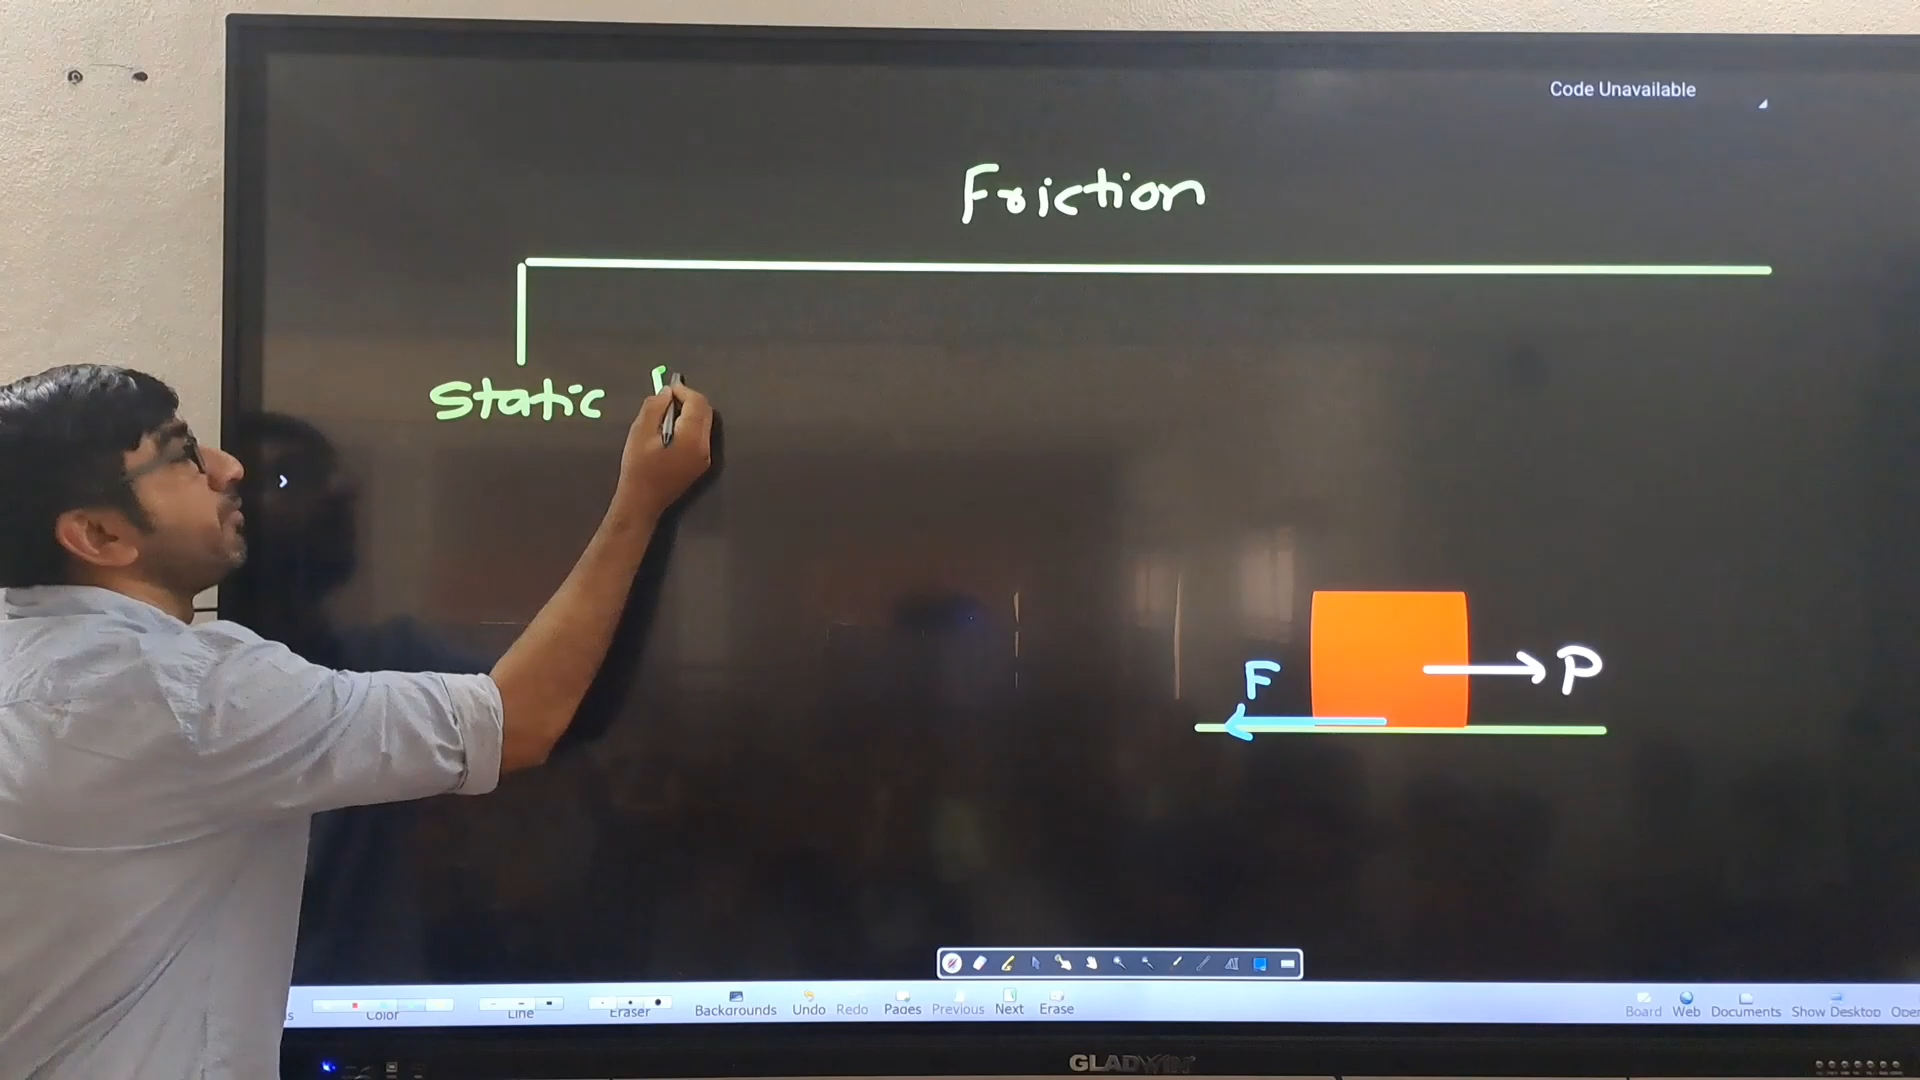 Code Unavailable
Friction
Static F
F
P
Color
Line
Eraser
Backgrounds
Undo
Redo
Pages
Previous
Next
Erase
Board
Web
Documents
Show Desktop
GLADWIN